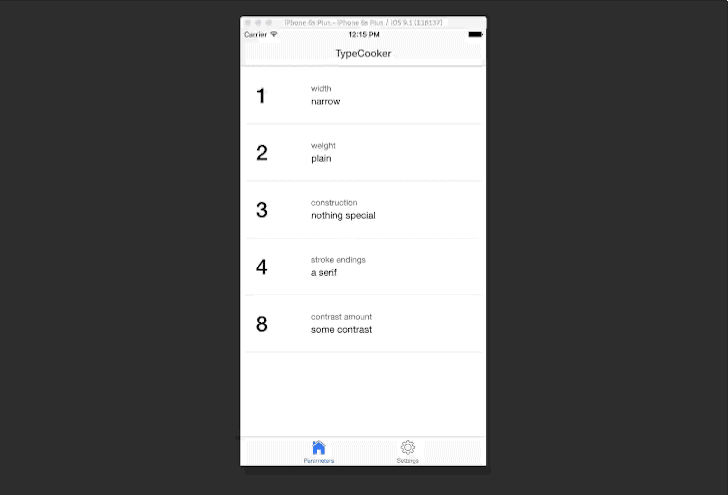 iPhone 6s Plus - iPhone 6s Plus / iOS 9.1 (13B137)
Carrier 12:15 PM
TypeCooker
1
width
narrow
2
weight
plain
3
construction
nothing special
4
stroke endings
a serif
8
contrast amount
some contrast
Parameters Settings